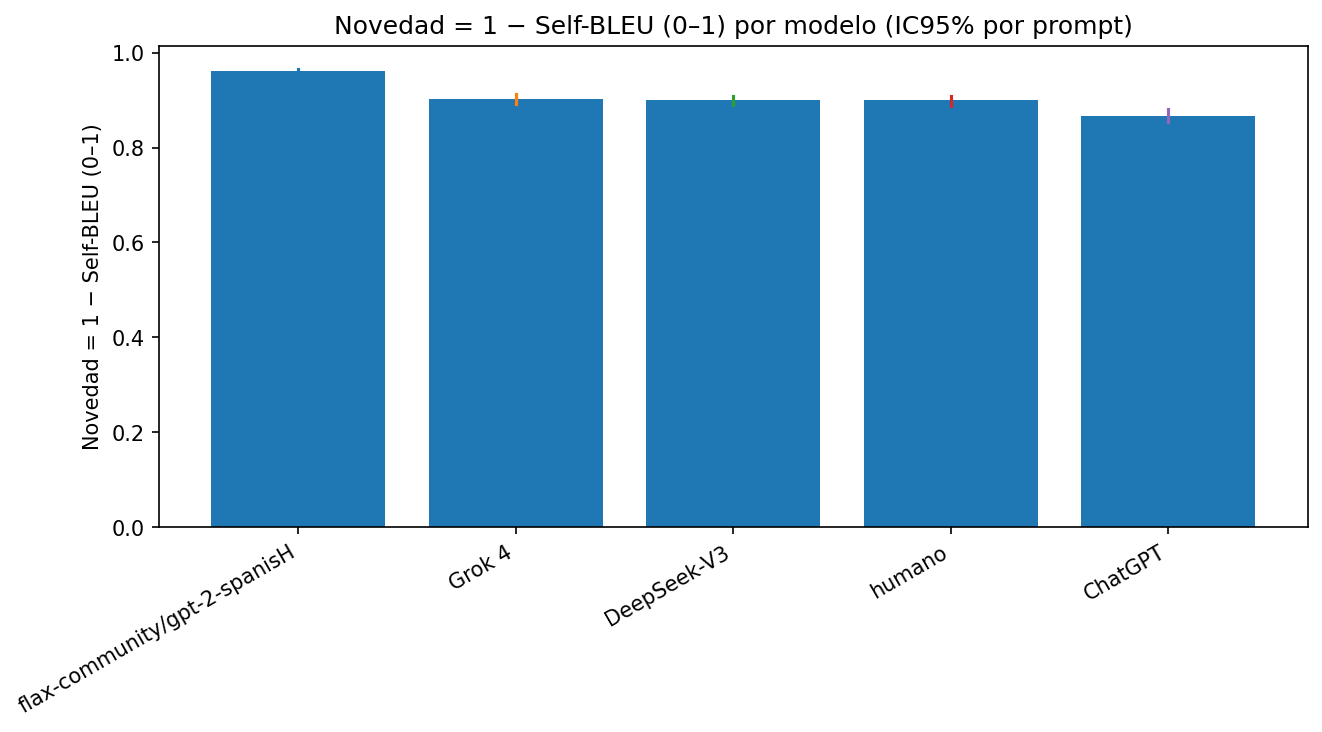 Novedad = 1 − Self-BLEU (0–1) por modelo (IC95% por prompt)
Novedad = 1 − Self-BLEU (0–1)
1.0
0.8
0.6
0.4
0.2
0.0
flax-community/gpt-2-spanisH
Grok 4
DeepSeek-V3
humano
ChatGPT